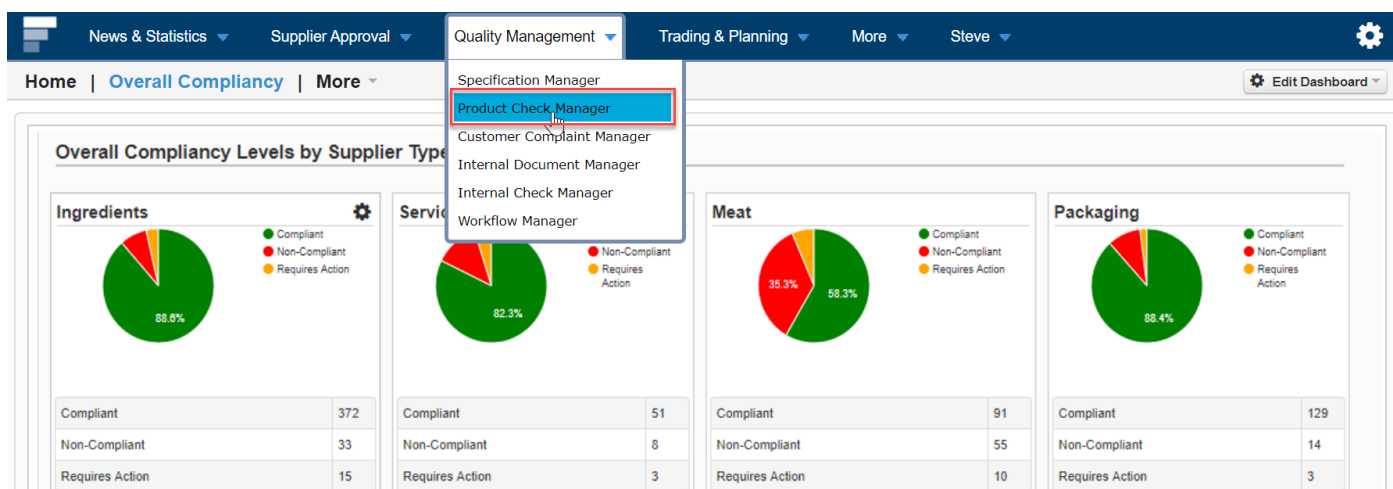 News & Statistics Supplier Approval Quality Management Trading & Planning More Steve
Home | Overall Compliancy | More
Edit Dashboard
Specification Manager
Product Check Manager
Customer Complaint Manager
Internal Document Manager
Internal Check Manager
Workflow Manager
Overall Compliancy Levels by Supplier Type
Ingredients
Compliant
Non-Compliant
Requires Action
88.6%
Compliant 372
Non-Compliant 33
Requires Action 15
Servic
Non-Compliant
Requires
Action
82.3%
Compliant 51
Non-Compliant 8
Requires Action 3
Meat
Compliant
Non-Compliant
Requires Action
35.3%
58.3%
Compliant 91
Non-Compliant 55
Requires Action 10
Packaging
Compliant
Non-Compliant
Requires
Action
88.4%
Compliant 129
Non-Compliant 14
Requires Action 3